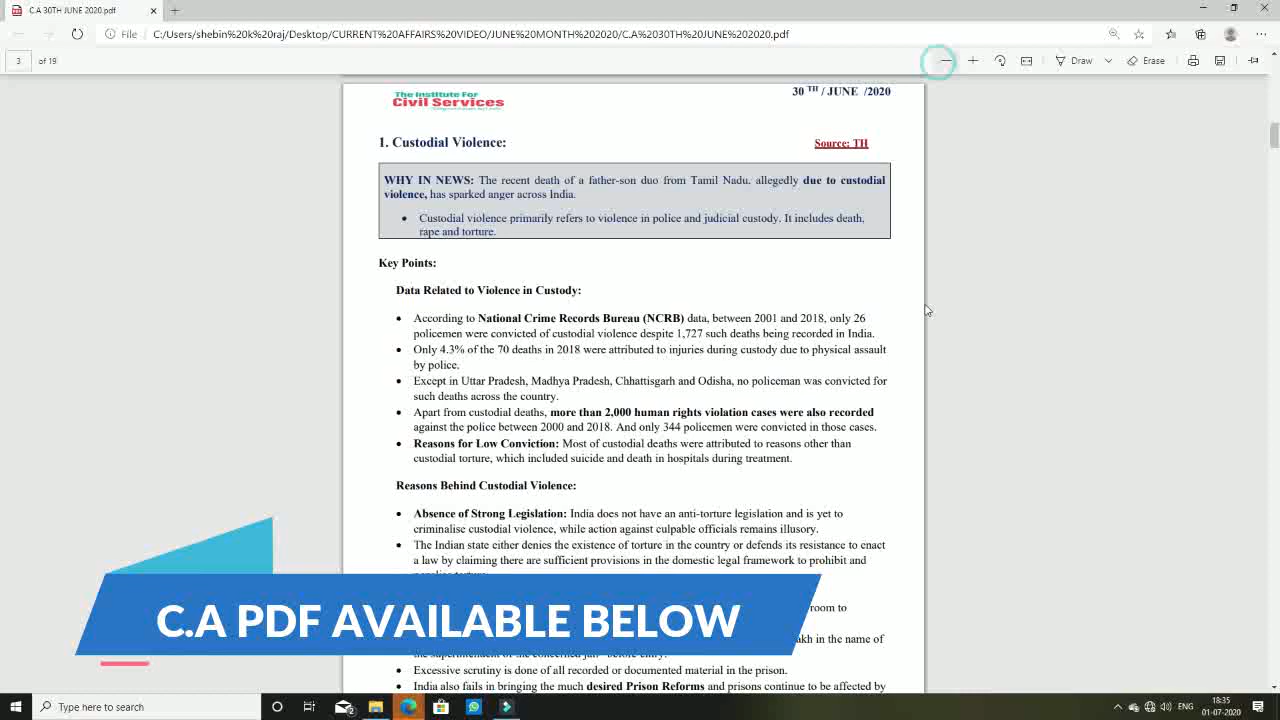 C.A 30TH JUNE 2020.pdf
File
C:/Users/shebin%20k%20raj/Desktop/CURRENT%20AFFAIRS%20VIDEO/JUNE%20MONTH%202020/C.A%2030TH%20JUNE%202020.pdf
3 of 19
Draw
Erase
The Institute For
Civil Services
30 TH / JUNE /2020
1. Custodial Violence:
Source: TH
WHY IN NEWS: The recent death of a father-son duo from Tamil Nadu. allegedly due to custodial
violence, has sparked anger across India.
• Custodial violence primarily refers to violence in police and judicial custody. It includes death,
rape and torture.
Key Points:
Data Related to Violence in Custody:
• According to National Crime Records Bureau (NCRB) data, between 2001 and 2018, only 26
policemen were convicted of custodial violence despite 1,727 such deaths being recorded in India.
• Only 4.3% of the 70 deaths in 2018 were attributed to injuries during custody due to physical assault
by police.
• Except in Uttar Pradesh, Madhya Pradesh, Chhattisgarh and Odisha, no policeman was convicted for
such deaths across the country.
• Apart from custodial deaths, more than 2,000 human rights violation cases were also recorded
against the police between 2000 and 2018. And only 344 policemen were convicted in those cases.
• Reasons for Low Conviction: Most of custodial deaths were attributed to reasons other than
custodial torture, which included suicide and death in hospitals during treatment.
Reasons Behind Custodial Violence:
• Absence of Strong Legislation: India does not have an anti-torture legislation and is yet to
criminalise custodial violence, while action against culpable officials remains illusory.
• The Indian state either denies the existence of torture in the country or defends its resistance to enact
a law by claiming there are sufficient provisions in the domestic legal framework to prohibit and
room to
in the name of
• Excessive scrutiny is done of all recorded or documented material in the prison.
• India also fails in bringing the much desired Prison Reforms and prisons continue to be affected by
C.A PDF AVAILABLE BELOW
Type here to search
ENG
18:35
01-07-2020